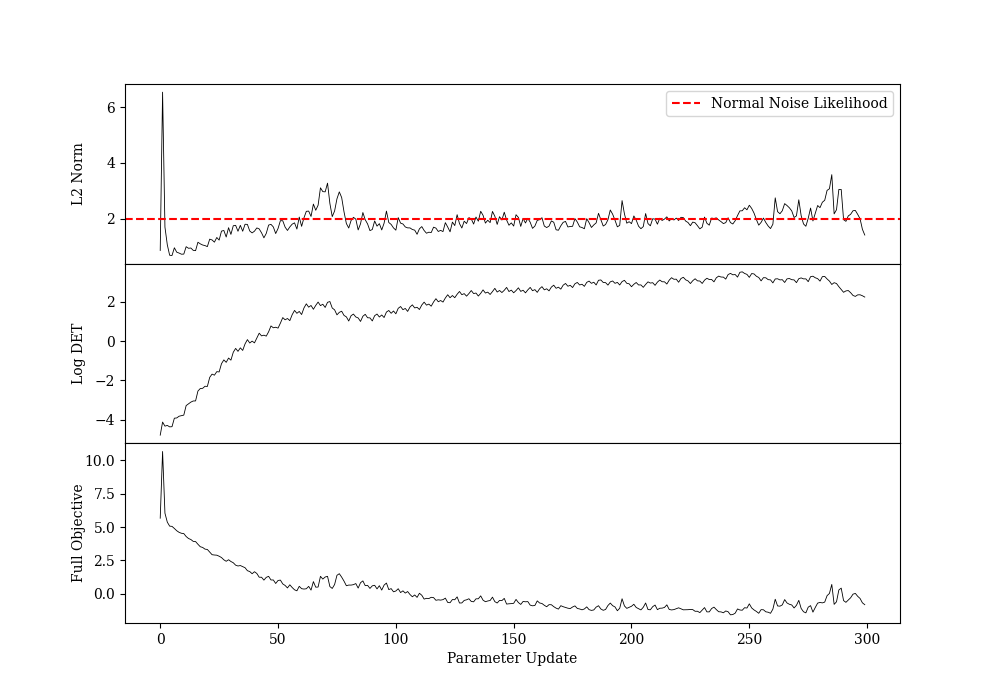 6
4
2
L2 Norm
Normal Noise Likelihood
2
0
−2
−4
Log DET
10.0
7.5
5.0
2.5
0.0
Full Objective
0 50 100 150 200 250 300
Parameter Update